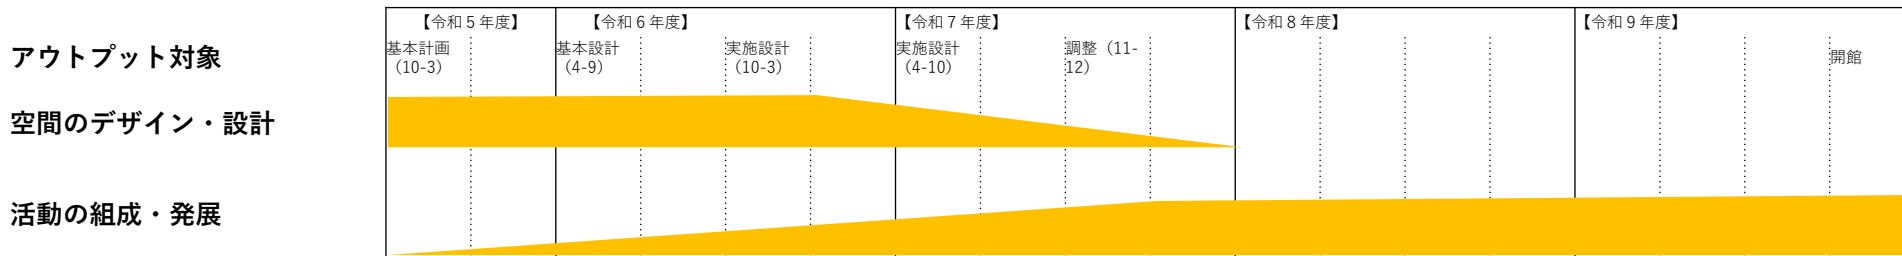 【令和5年度】
【令和6年度】
【令和7年度】
【令和8年度】
【令和9年度】
アウトプット対象
基本計画
（10-3）
基本設計
（4-9）
実施設計
（10-3）
実施設計
（4-10）
調整（11-
12）
開館
空間のデザイン・設計
活動の組成・発展